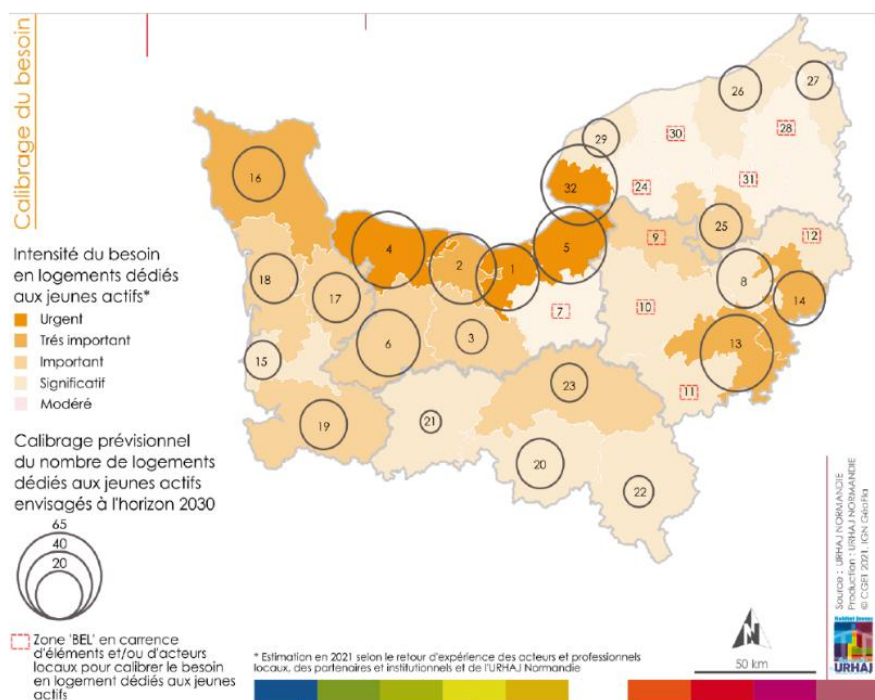 Calibrage du besoin
Intensité du besoin
en logements dédiés
aux jeunes actifs*
Urgent
Trés important
Important
Significatif
Modéré
Calibrage prévisionnel
du nombre de logements
dédiés aux jeunes actifs
envisagés à l'horizon 2030
65
40
20
Zone 'BEL' en carrence
d'éléments et/ou d'acteurs
locaux pour calibrer le besoin
en logement dédiés aux jeunes
actifs
27
26
28
30
29
16
32
24
31
25
9
12
4
2
1
5
8
18
17
14
10
7
3
6
13
15
23
11
19
21
20
22
* Estimation en 2021 selon le retour d'expérience des acteurs et professionnels
locaux, des partenaires et institutionnels et de l'URHAJ Normandie
N
50 km
Source : URHAJ NORMANDIE
Production : URHAJ NORMANDIE
© CGET 2021, IGN GéoFla
Habitat Jeunes
URHAJ